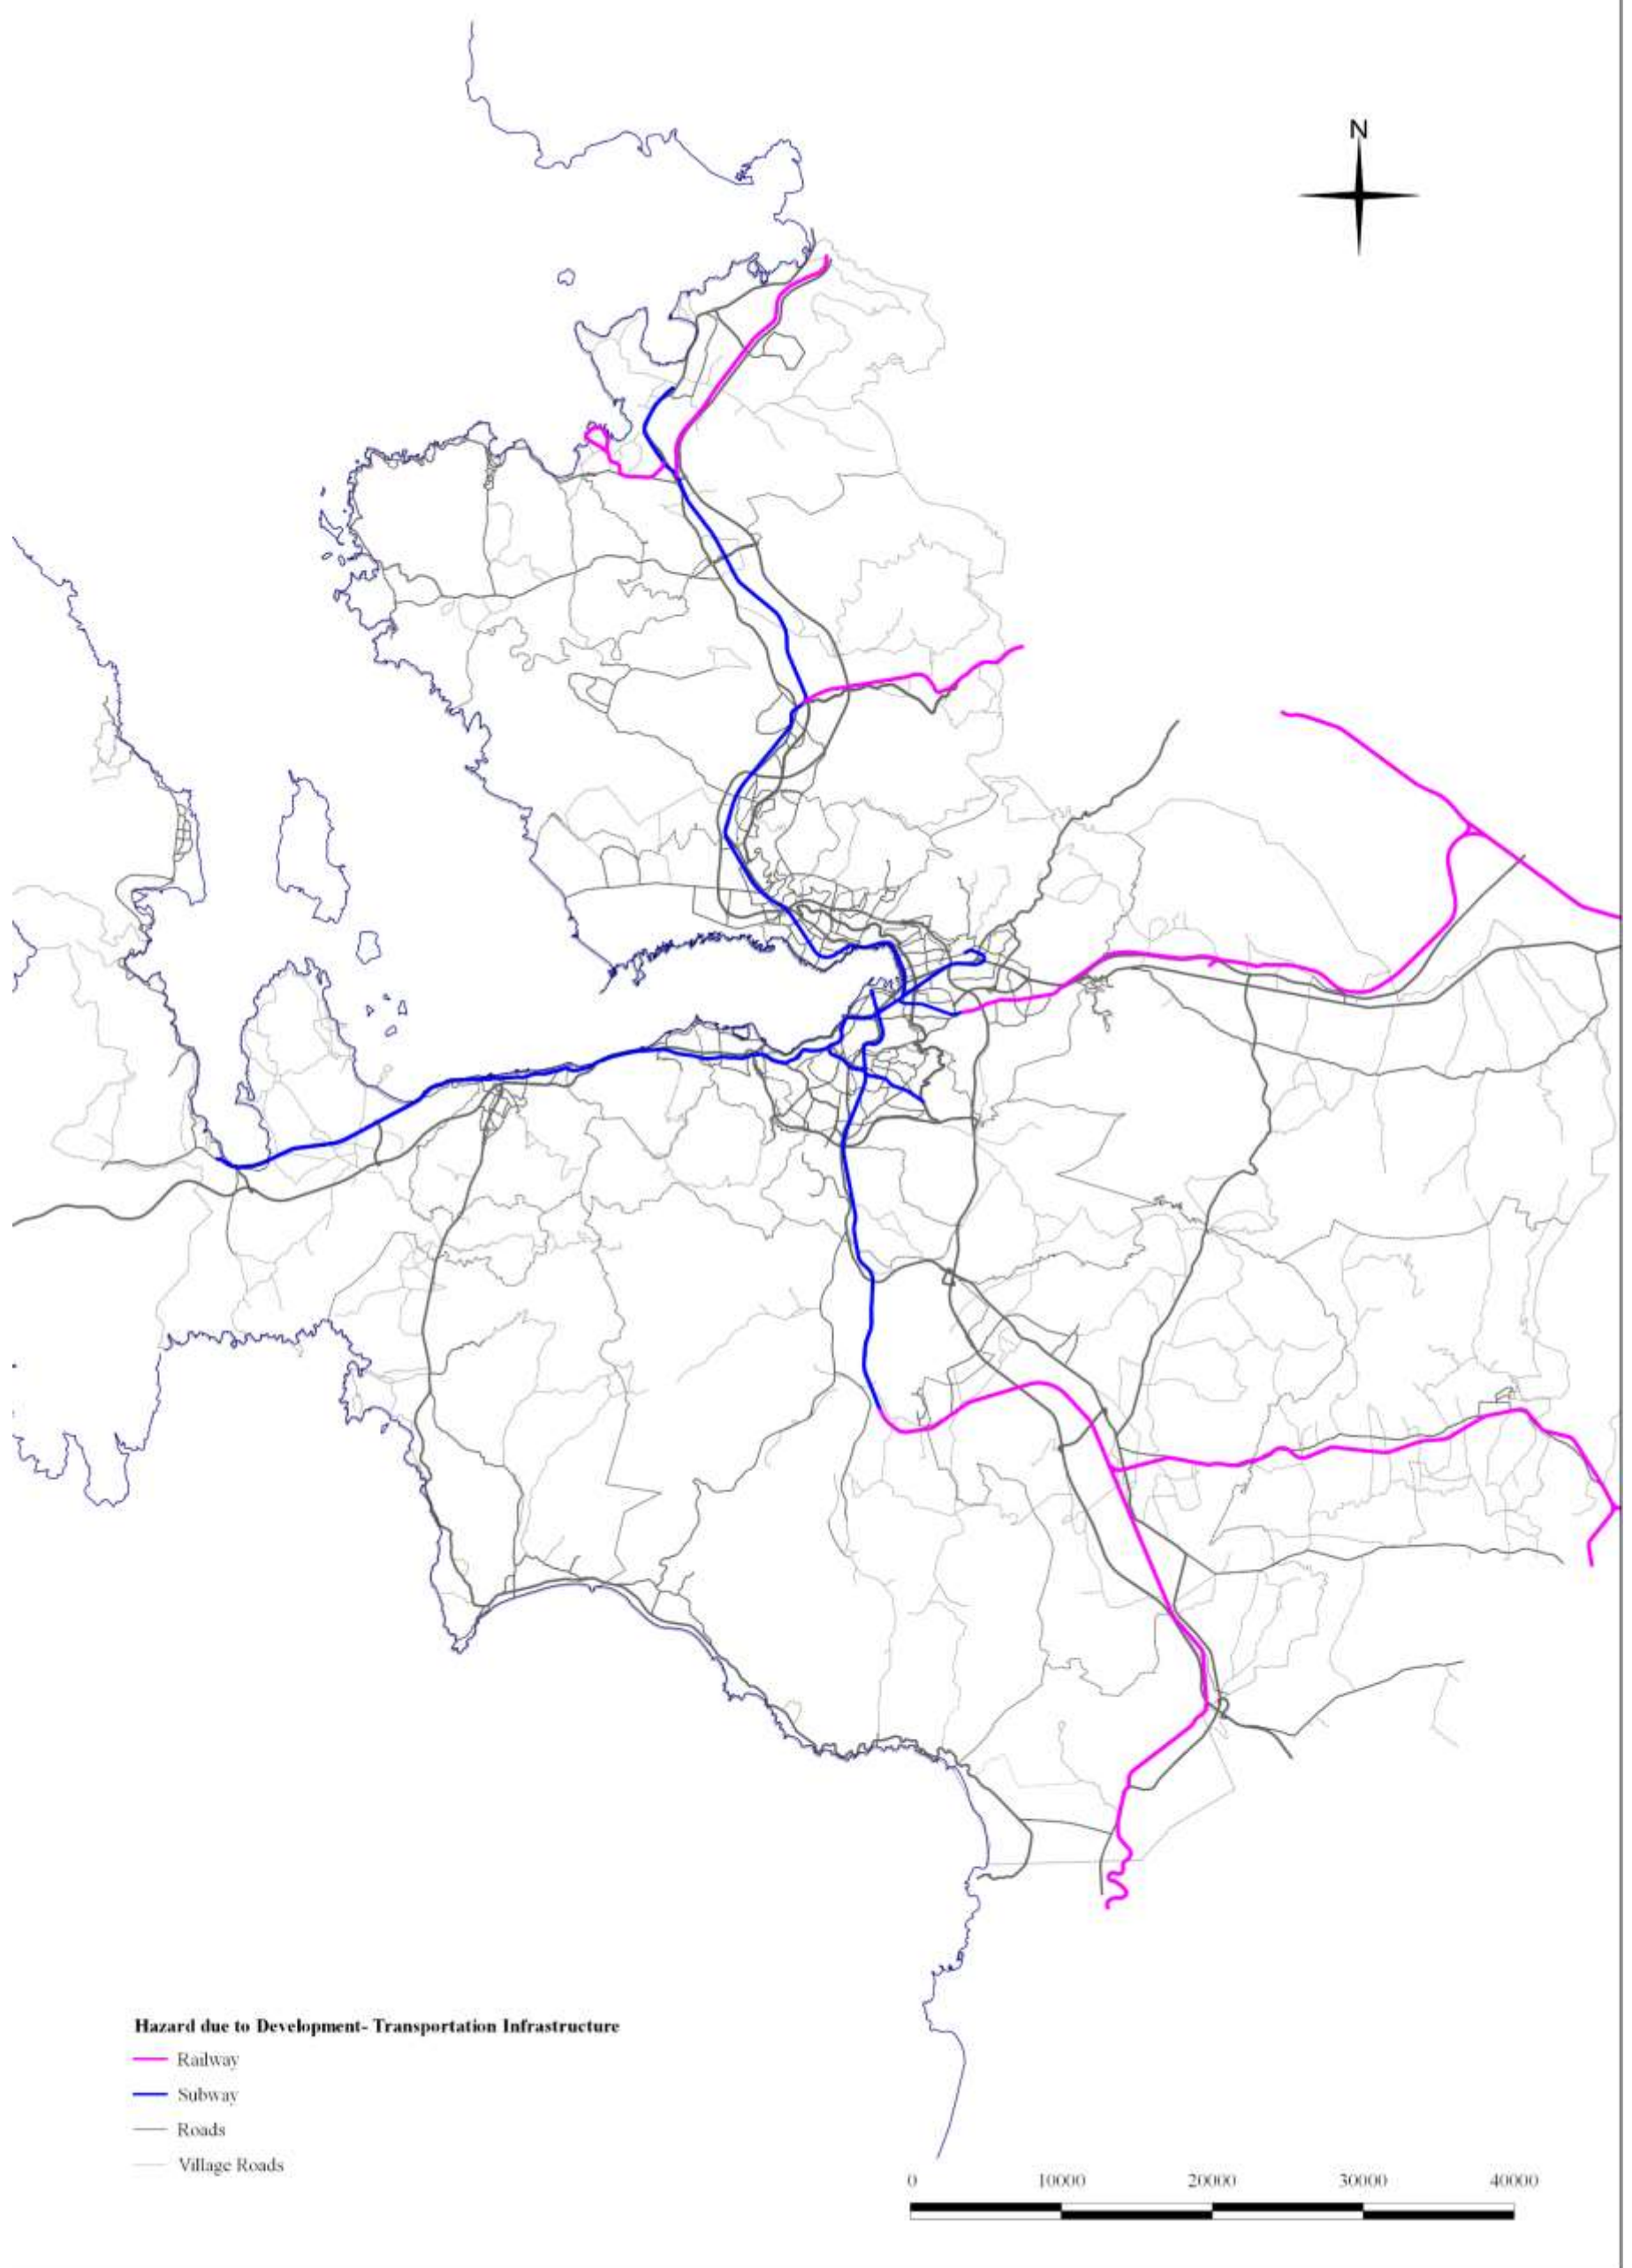 N
Hazard due to Development- Transportation Infrastructure
Railway
Subway
Roads
Village Roads
0 10000 20000 30000 40000